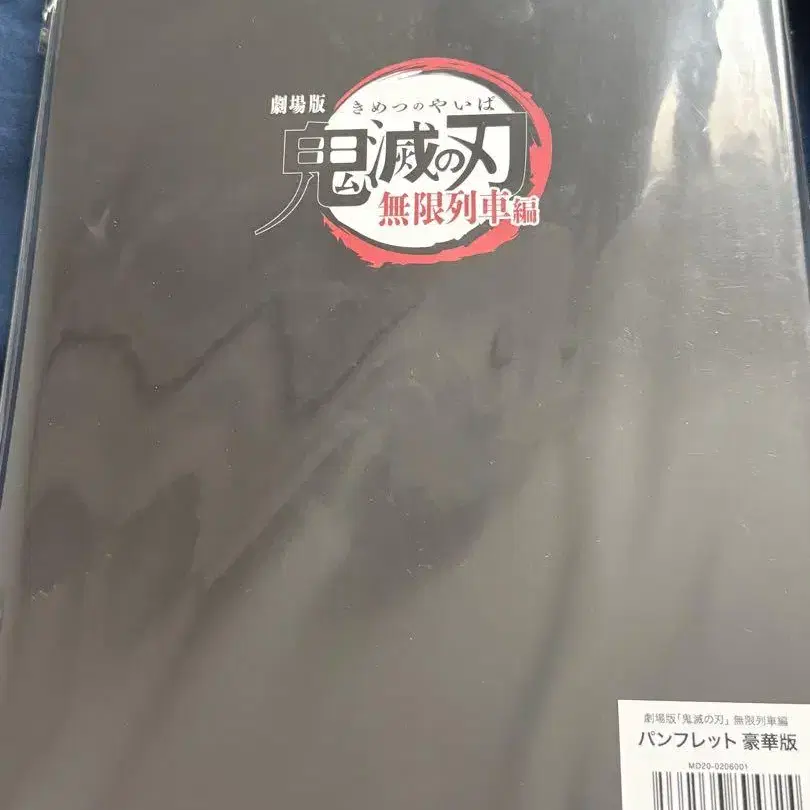 劇場版 きめつのやいば
鬼滅の刃
無限列車編
劇場版「鬼滅の刃」無限列車編
パンフレット 豪華版
MD20-0206001